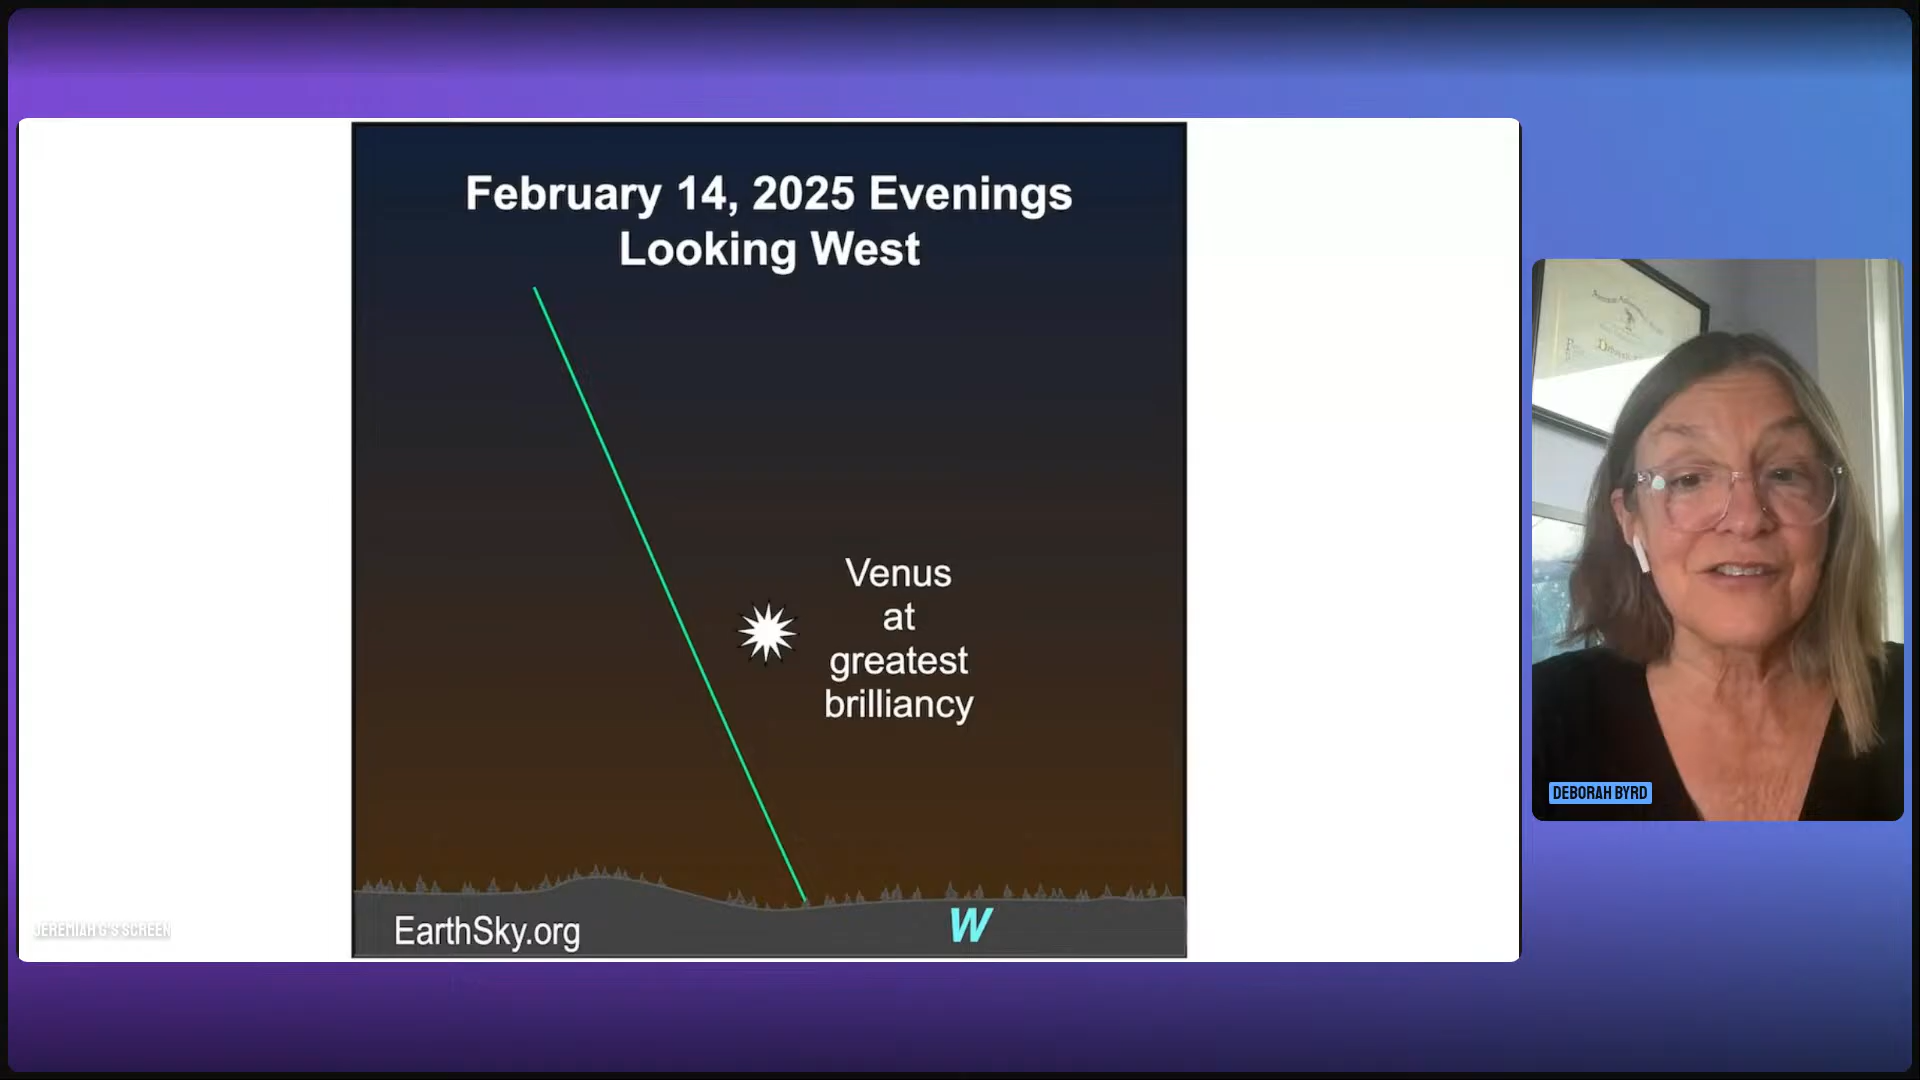 February 14, 2025 Evenings
Looking West
Venus
at
greatest
brilliancy
EarthSky.org
W
JEREMIAH G'S SCREEN
DEBORAH BYRD